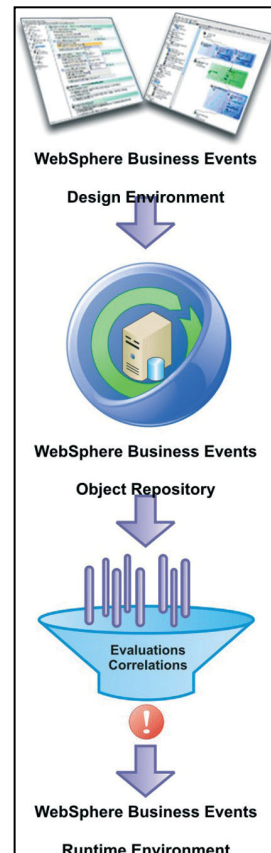 WebSphere Business Events
Design Environment
WebSphere Business Events
Object Repository
Evaluations
Correlations
!
WebSphere Business Events
Runtime Environment